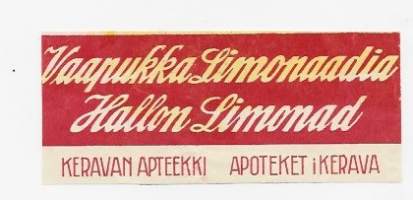 Vaapukka Limonaadia
Hallon Limonad
KERAVAN APTEEKKI APOTEKET i KERAVA